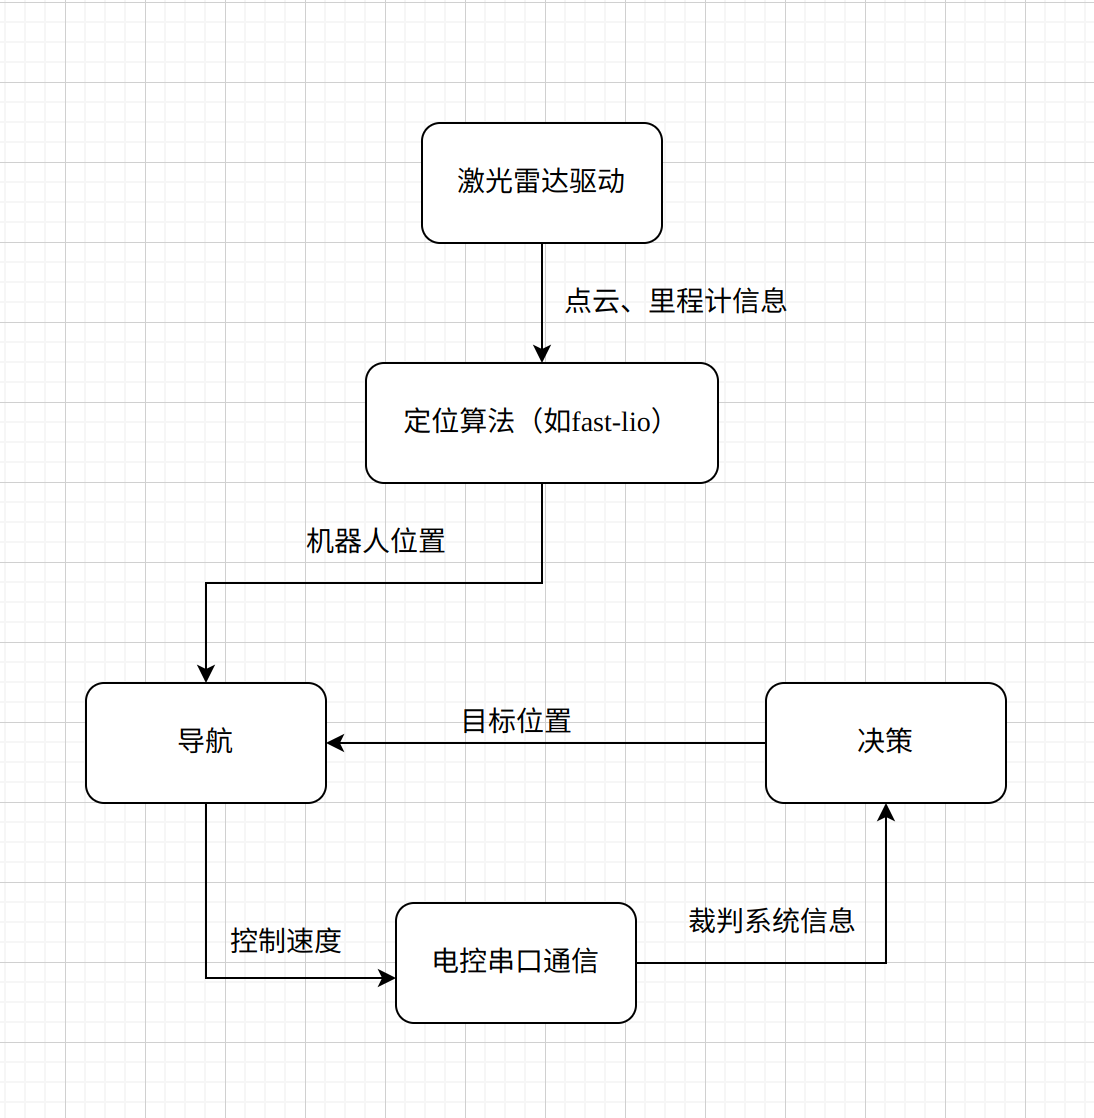 激光雷达驱动
点云、里程计信息
定位算法（如fast-lio）
机器人位置
目标位置
导航
决策
裁判系统信息
控制速度
电控串口通信